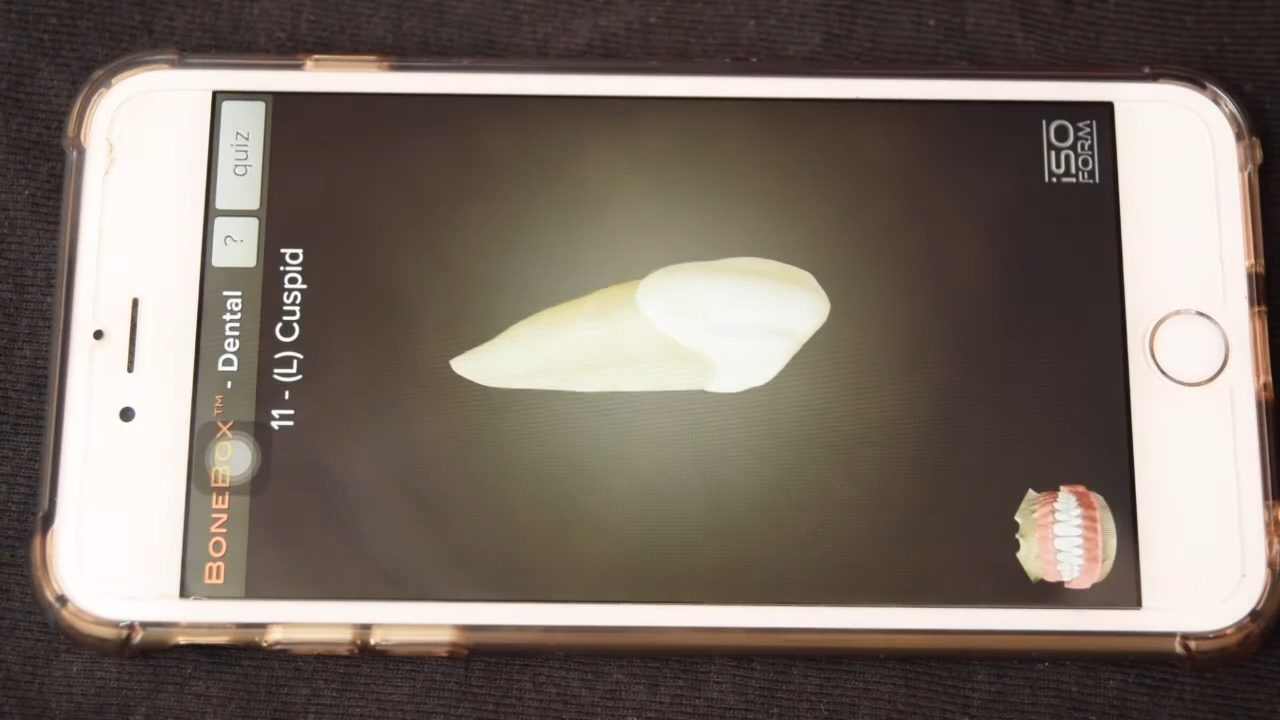 BONEBOX™ - Dental
?
quiz
11 - (L) Cuspid
iSO
FORM